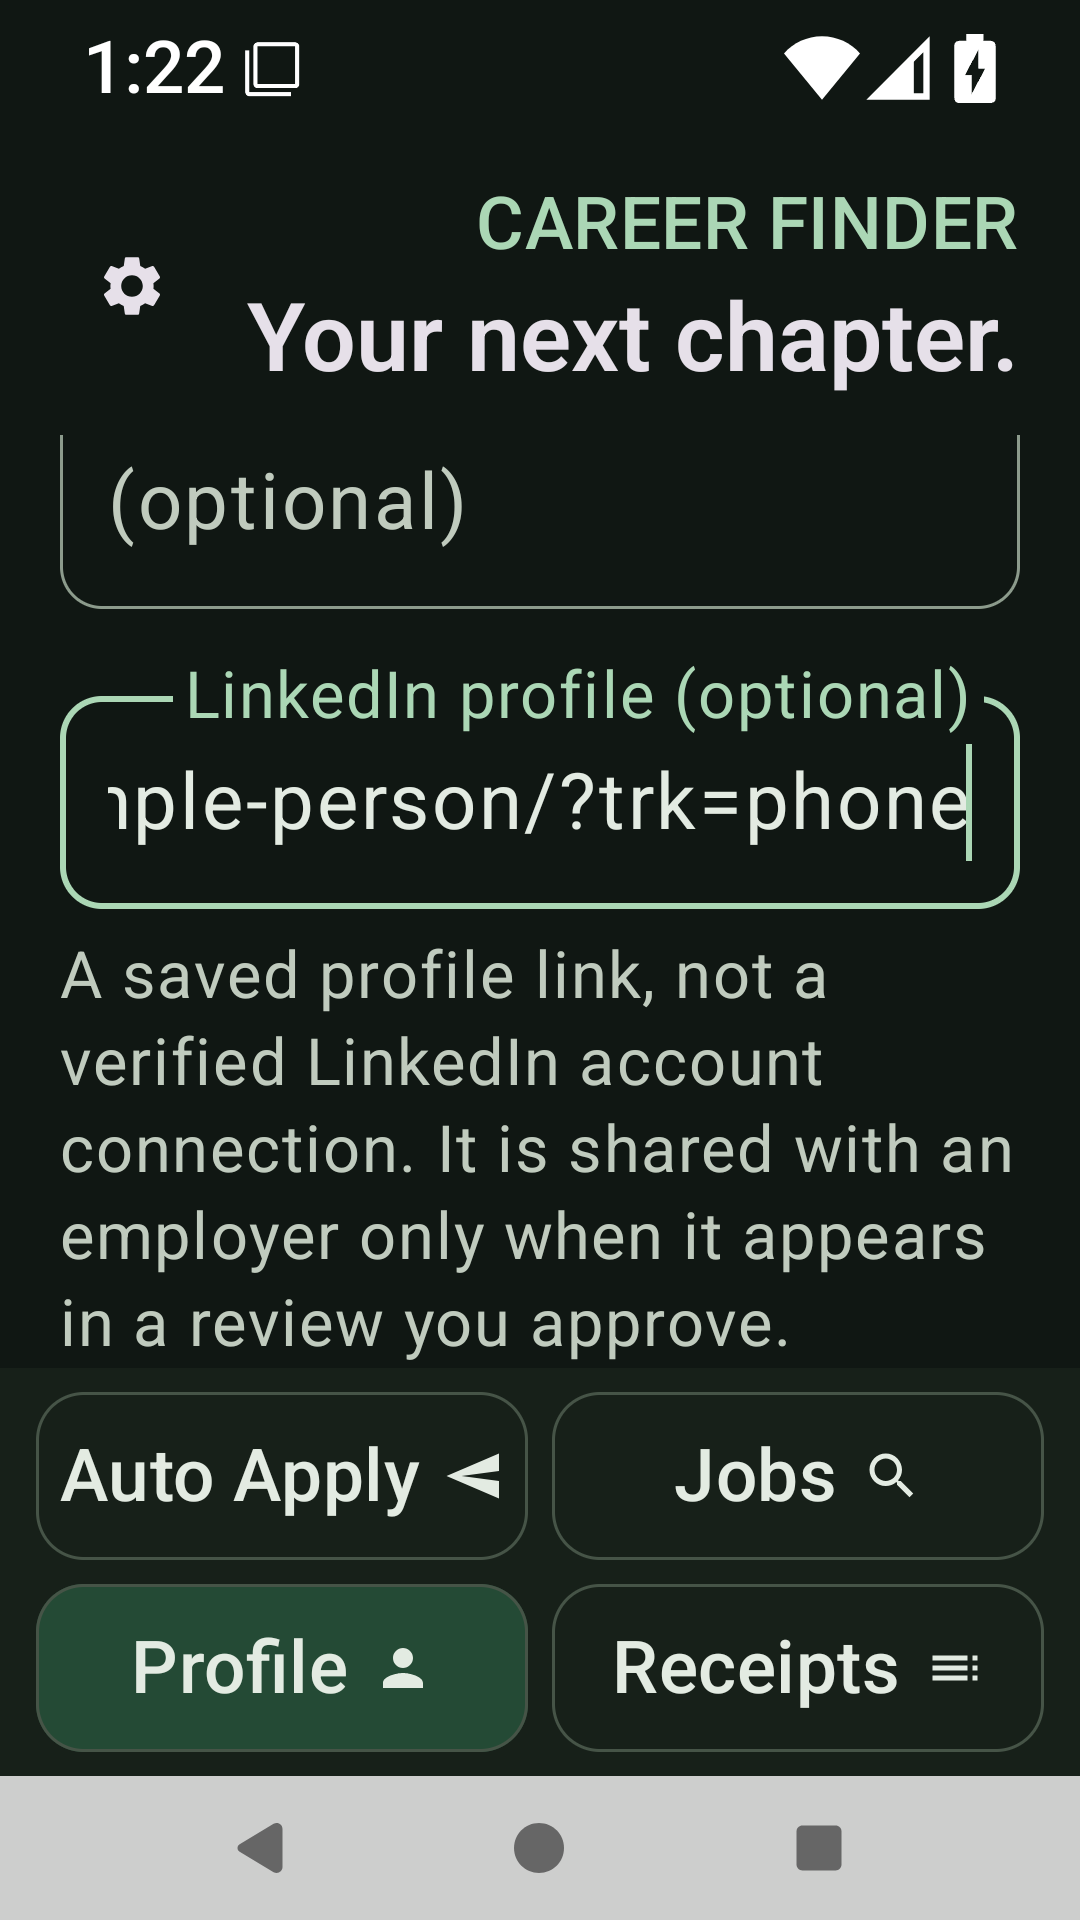 1:22
CAREER FINDER
Your next chapter.
(optional)
LinkedIn profile (optional)
ple-person/?trk=phone
A saved profile link, not a
verified LinkedIn account
connection. It is shared with an
employer only when it appears
in a review you approve.
Auto Apply
Jobs
Profile
Receipts